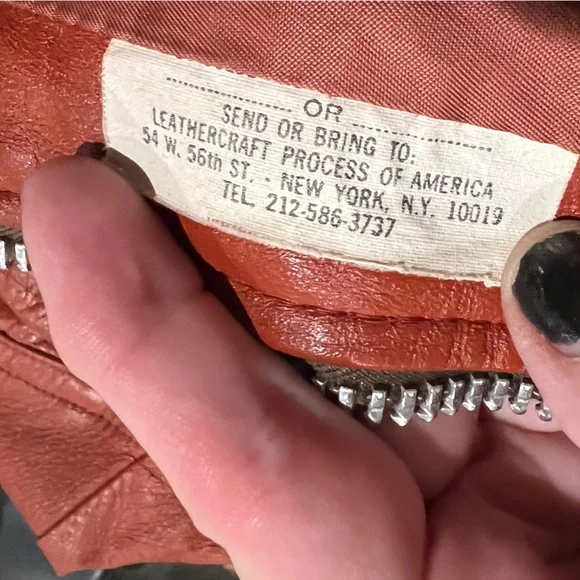 OR
SEND OR BRING TO:
LEATHERCRAFT PROCESS OF AMERICA
54 W. 56th ST. - NEW YORK, N.Y. 10019
TEL. 212-586-3737